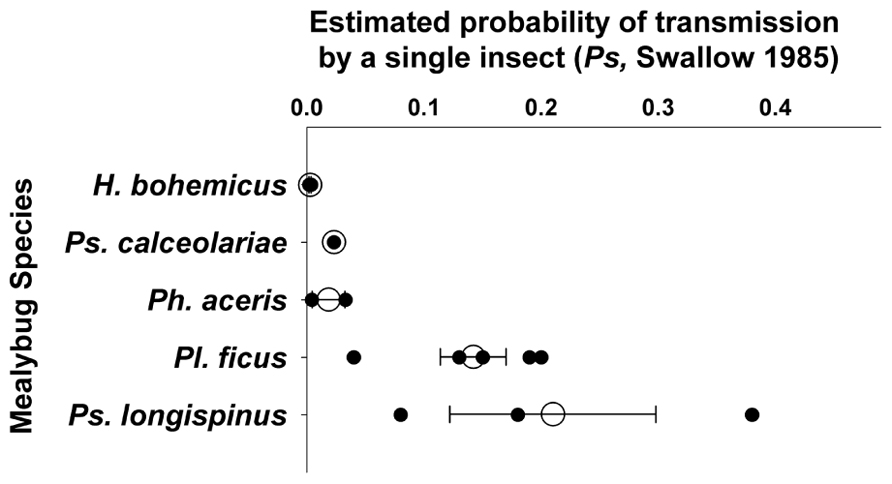 Estimated probability of transmission
by a single insect (Ps, Swallow 1985)
0.0 0.1 0.2 0.3 0.4
Mealybug Species
H. bohemicus
Ps. calceolariae
Ph. aceris
Pl. ficus
Ps. longispinus